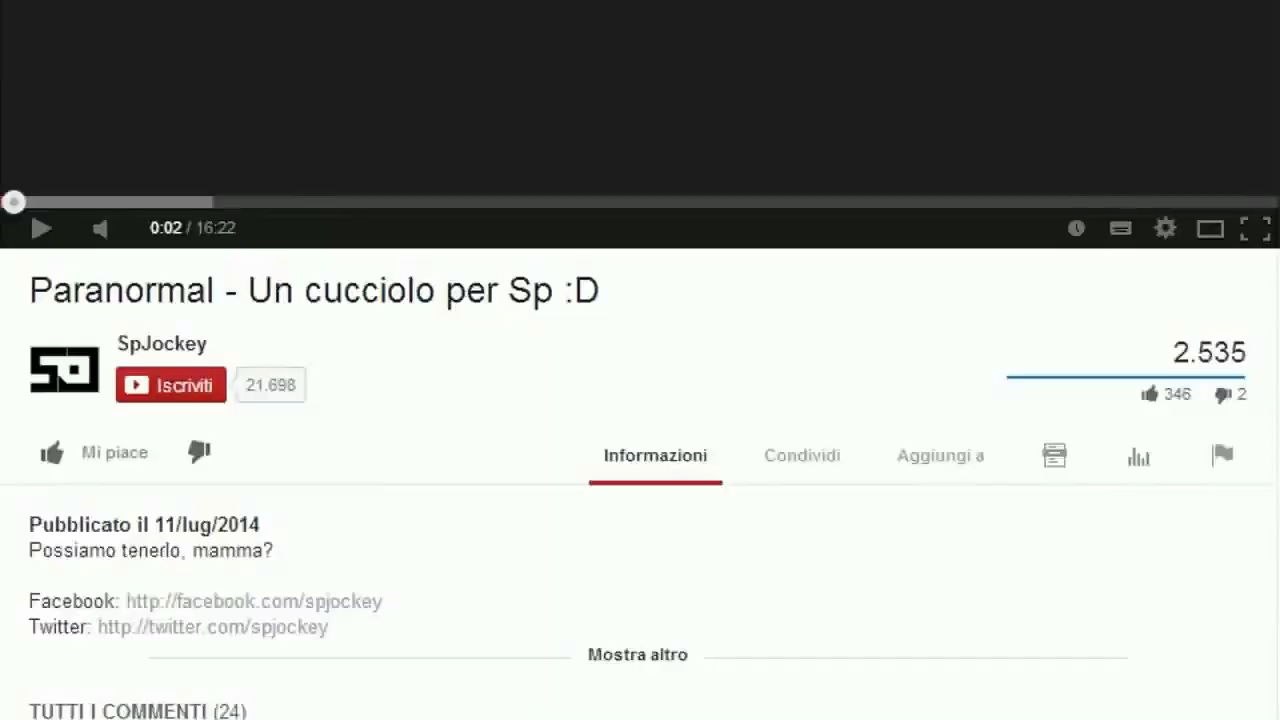 0:02 / 16:22
Paranormal - Un cucciolo per Sp :D
SpJockey
Iscriviti 21.698
2.535
346 2
Mi piace
Informazioni Condividi Aggiungi a
Pubblicato il 11/lug/2014
Possiamo tenerlo, mamma?
Facebook: http://facebook.com/spjockey
Twitter: http://twitter.com/spjockey
Mostra altro
TUTTI I COMMENTI (24)